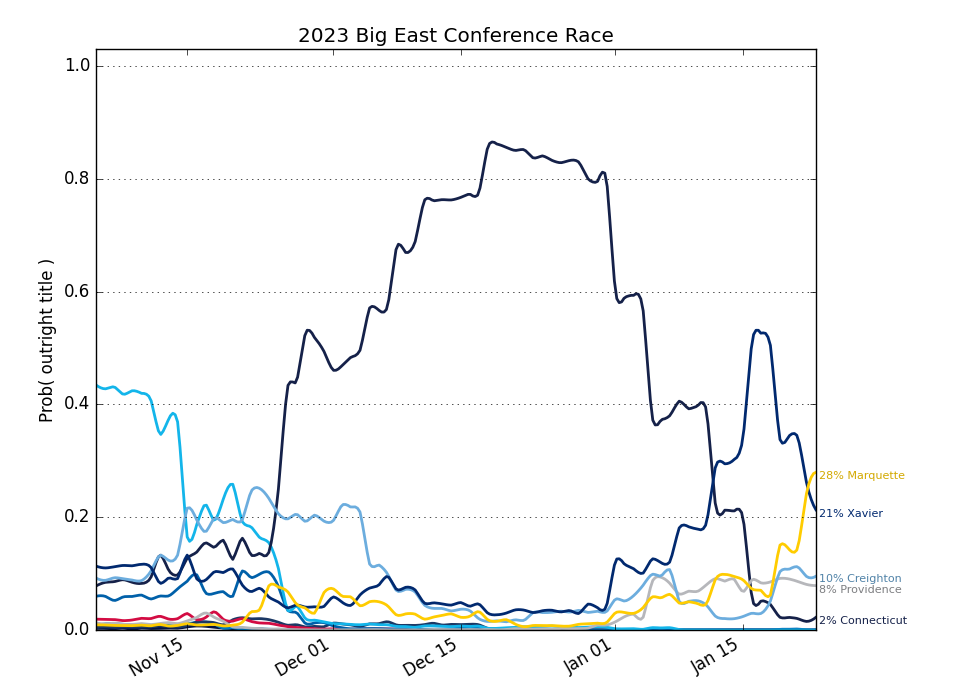 2023 Big East Conference Race
Prob( outright title )
1.0
0.8
0.6
0.4
0.2
0.0
28% Marquette
21% Xavier
10% Creighton
8% Providence
2% Connecticut
Nov 15
Dec 01
Dec 15
Jan 01
Jan 15